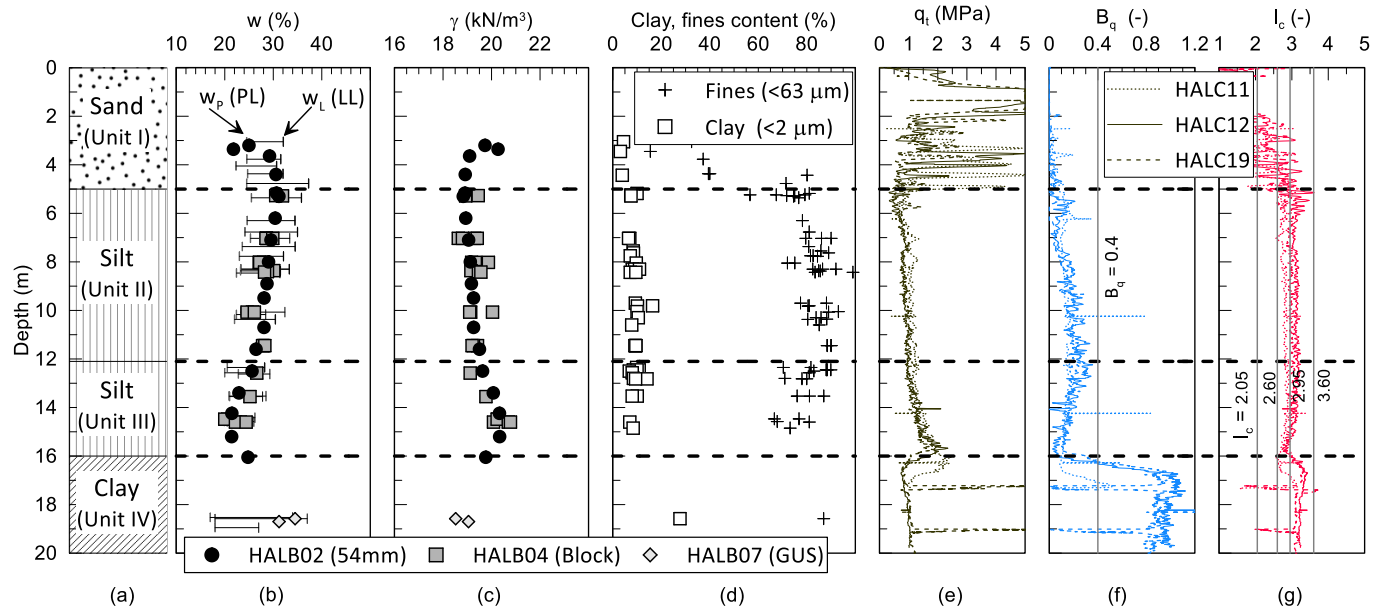 w (%)
γ (kN/m³)
Clay, fines content (%)
q_t (MPa)
B_q (-)
I_c (-)
10 20 30 40
16 18 20 22
0 20 40 60 80
0 1 2 3 4 5
0 0.4 0.8 1.2
1 2 3 4 5
Depth (m)
0
2
4
6
8
10
12
14
16
18
20
Sand
(Unit I)
Silt
(Unit II)
Silt
(Unit III)
Clay
(Unit IV)
w_P (PL)
w_L (LL)
Fines (<63 μm)
Clay (<2 μm)
HALC11
HALC12
HALC19
B_q = 0.4
I_c = 2.05
2.60
2.95
3.60
HALB02 (54mm)
HALB04 (Block)
HALB07 (GUS)
(a)
(b)
(c)
(d)
(e)
(f)
(g)